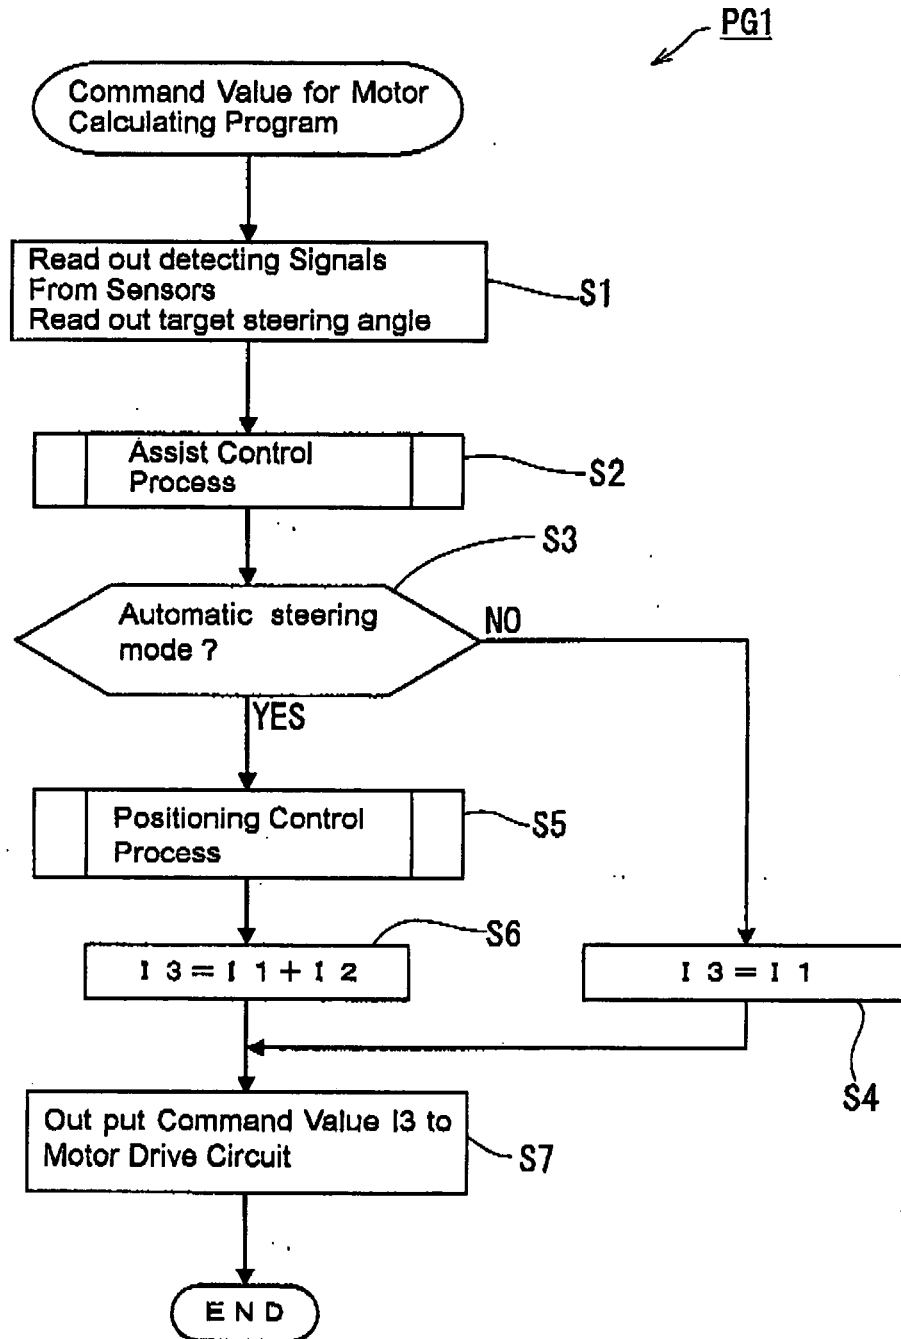 PG1
Command Value for Motor
Calculating Program
Read out detecting Signals
From Sensors
Read out target steering angle
S1
Assist Control
Process
S2
S3
Automatic steering
mode ?
NO
YES
Positioning Control
Process
S5
S6
I 3 = I 1 + I 2
I 3 = I 1
S4
Out put Command Value I3 to
Motor Drive Circuit
S7
E N D